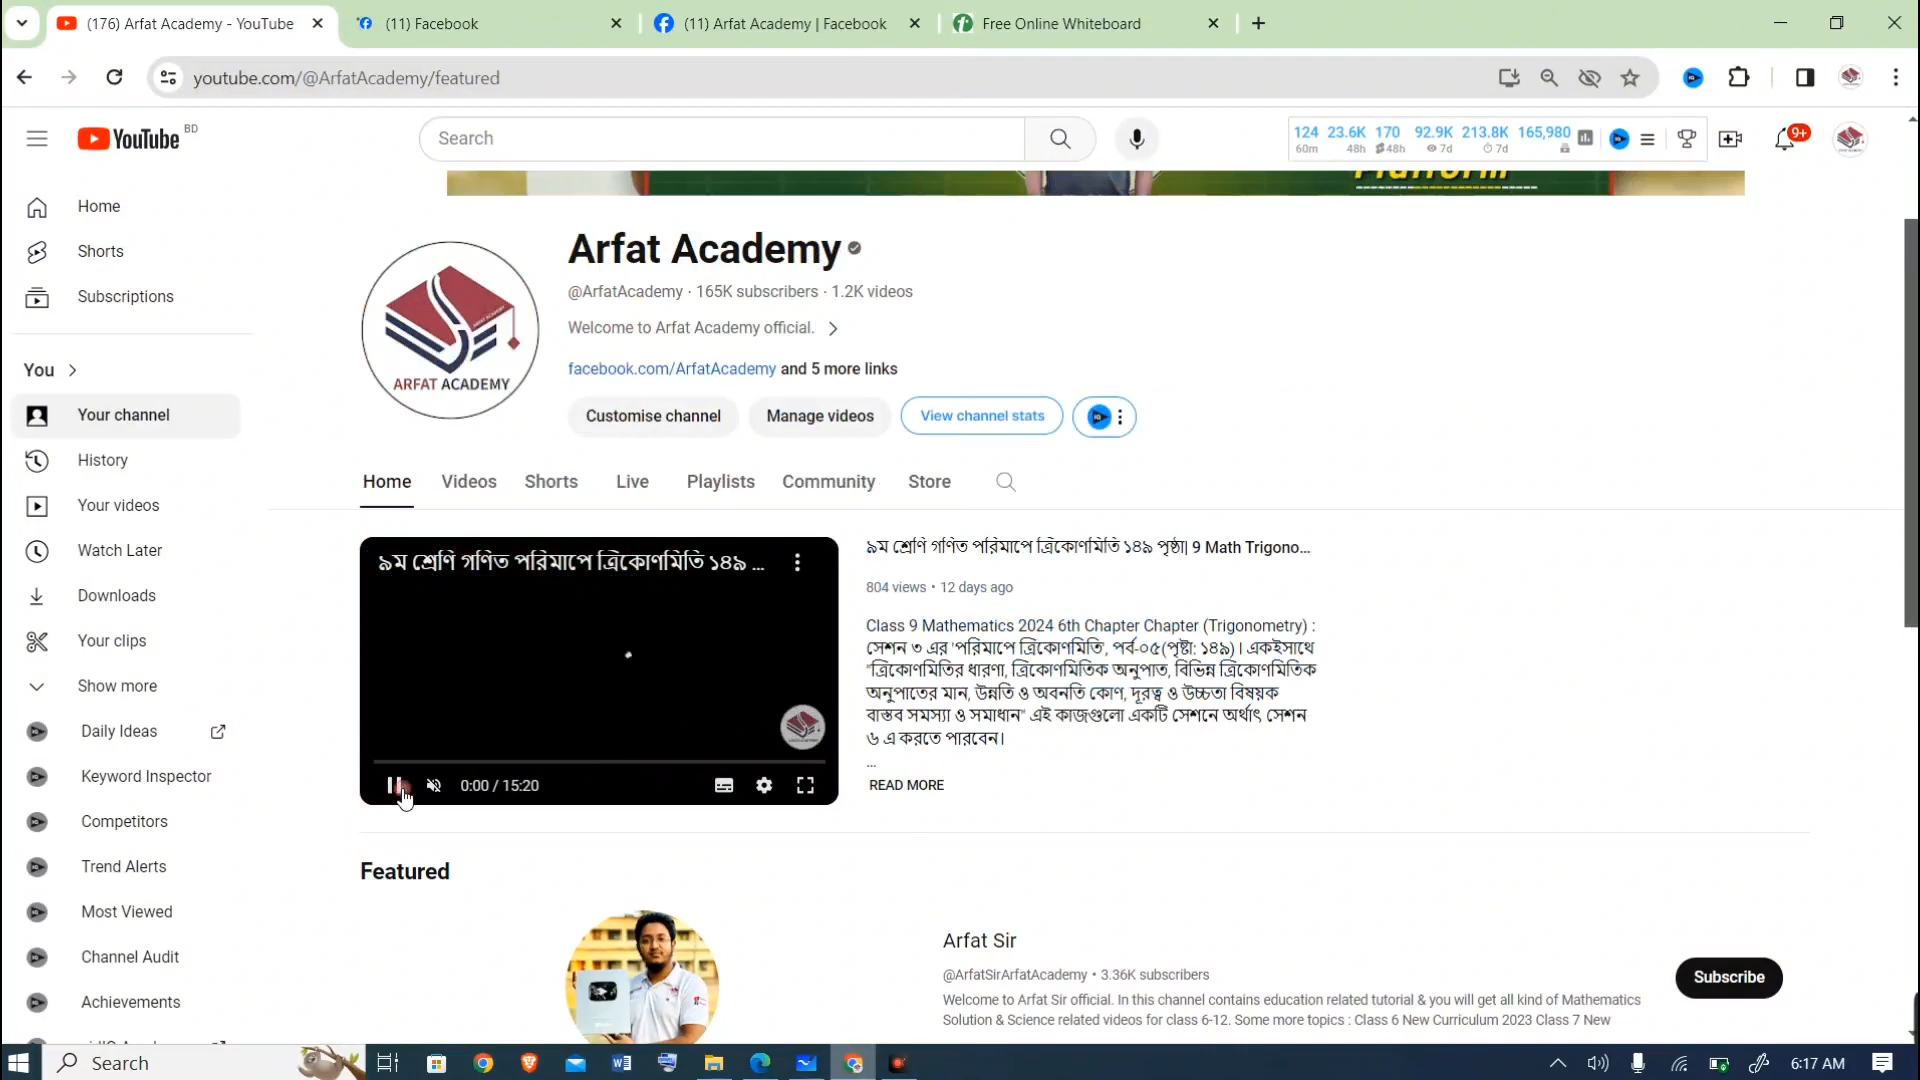 (176) Arfat Academy - YouTube
(11) Facebook
(11) Arfat Academy | Facebook
Free Online Whiteboard
youtube.com/@ArfatAcademy/featured
YouTube BD
Search
124 23.6K 170 92.9K 213.8K 165,980
60m 48h 48h 7d 7d
9+
Home
Shorts
Subscriptions
You
Your channel
History
Your videos
Watch Later
Downloads
Your clips
Show more
Daily Ideas
Keyword Inspector
Competitors
Trend Alerts
Most Viewed
Channel Audit
Achievements
Platform
ARFAT ACADEMY
Arfat Academy
@ArfatAcademy · 165K subscribers · 1.2K videos
Welcome to Arfat Academy official.
facebook.com/ArfatAcademy and 5 more links
Customise channel
Manage videos
View channel stats
Home Videos Shorts Live Playlists Community Store
৯ম শ্রেণি গণিত পরিমাপে ত্রিকোণমিতি ১৪৯ ...
0:00 / 15:20
৯ম শ্রেণি গণিত পরিমাপে ত্রিকোণমিতি ১৪৯ পৃষ্ঠা| 9 Math Trigono...
804 views • 12 days ago
Class 9 Mathematics 2024 6th Chapter Chapter (Trigonometry) :
সেশন ৩ এর 'পরিমাপে ত্রিকোণমিতি', পর্ব-০৫(পৃষ্টা: ১৪৯)। একইসাথে
"ত্রিকোণমিতির ধারণা, ত্রিকোণমিতিক অনুপাত, বিভিন্ন ত্রিকোণমিতিক
অনুপাতের মান, উন্নতি ও অবনতি কোণ, দূরত্ব ও উচ্চতা বিষয়ক
বাস্তব সমস্যা ও সমাধান" এই কাজগুলো একটি সেশনে অর্থাৎ সেশন
৬ এ করতে পারবেন।
...
READ MORE
Featured
Arfat Sir
@ArfatSirArfatAcademy • 3.36K subscribers
Welcome to Arfat Sir official. In this channel contains education related tutorial & you will get all kind of Mathematics
Solution & Science related videos for class 6-12. Some more topics : Class 6 New Curriculum 2023 Class 7 New
Subscribe
Search
6:17 AM